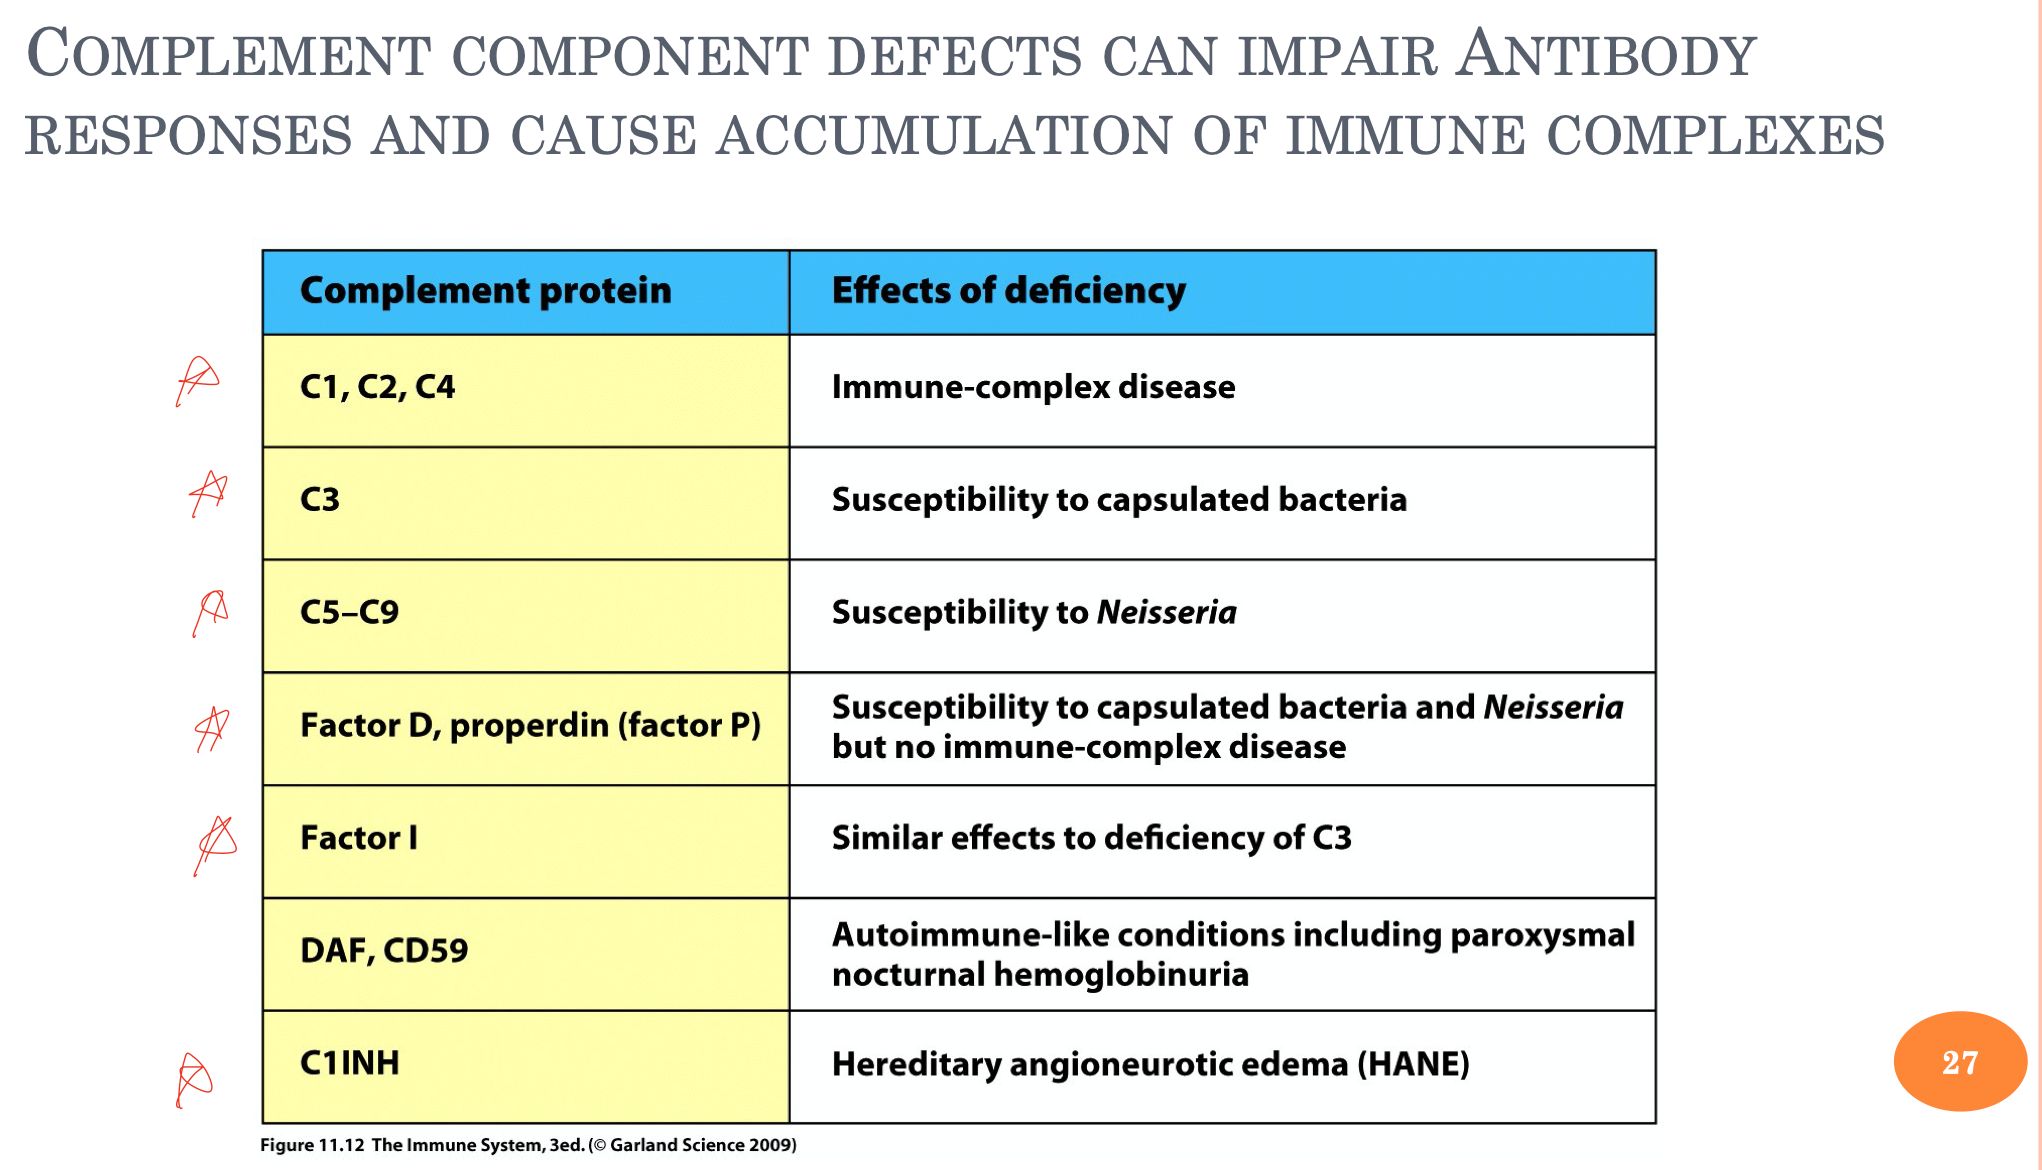 COMPLEMENT COMPONENT DEFECTS CAN IMPAIR ANTIBODY
RESPONSES AND CAUSE ACCUMULATION OF IMMUNE COMPLEXES
Complement protein
Effects of deficiency
C1, C2, C4
Immune-complex disease
C3
Susceptibility to capsulated bacteria
C5–C9
Susceptibility to Neisseria
Factor D, properdin (factor P)
Susceptibility to capsulated bacteria and Neisseria
but no immune-complex disease
Factor I
Similar effects to deficiency of C3
DAF, CD59
Autoimmune-like conditions including paroxysmal
nocturnal hemoglobinuria
C1INH
Hereditary angioneurotic edema (HANE)
27
Figure 11.12 The Immune System, 3ed. (© Garland Science 2009)